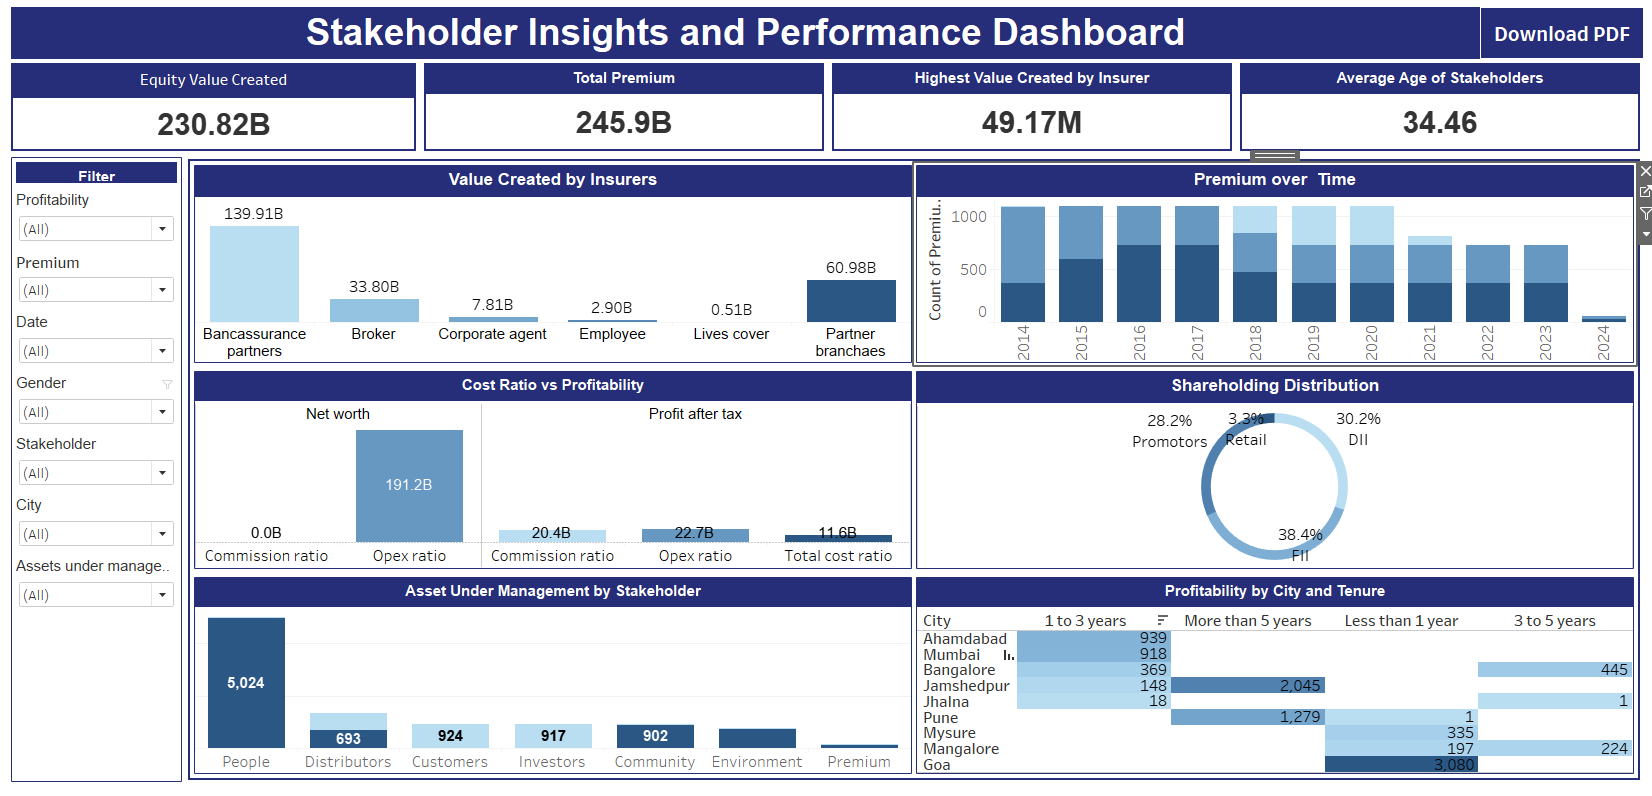 Stakeholder Insights and Performance Dashboard
Download PDF
Equity Value Created
230.82B
Total Premium
245.9B
Highest Value Created by Insurer
49.17M
Average Age of Stakeholders
34.46
Filter
Profitability
(All)
Premium
(All)
Date
(All)
Gender
(All)
Stakeholder
(All)
City
(All)
Assets under manage..
(All)
Value Created by Insurers
139.91B
33.80B
7.81B
2.90B
0.51B
60.98B
Bancassurance
partners
Broker
Corporate agent
Employee
Lives cover
Partner
branchaes
Premium over Time
Count of Premiu..
1000
500
0
2014
2015
2016
2017
2018
2019
2020
2021
2022
2023
2024
Cost Ratio vs Profitability
Net worth
Profit after tax
0.0B
191.2B
20.4B
22.7B
11.6B
Commission ratio
Opex ratio
Commission ratio
Opex ratio
Total cost ratio
Shareholding Distribution
28.2%
Promotors
3.3%
Retail
30.2%
DII
38.4%
FII
Asset Under Management by Stakeholder
5,024
693
924
917
902
People
Distributors
Customers
Investors
Community
Environment
Premium
Profitability by City and Tenure
City 1 to 3 years More than 5 years Less than 1 year 3 to 5 years
Ahamdabad 939
Mumbai 918
Bangalore 369 445
Jamshedpur 148 2,045
Jhalna 18 1
Pune 1,279 1
Mysure 335
Mangalore 197 224
Goa 3,080